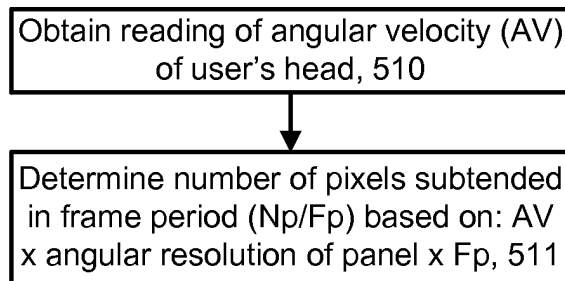 Obtain reading of angular velocity (AV)
of user's head, 510
Determine number of pixels subtended
in frame period (Np/Fp) based on: AV
x angular resolution of panel x Fp, 511